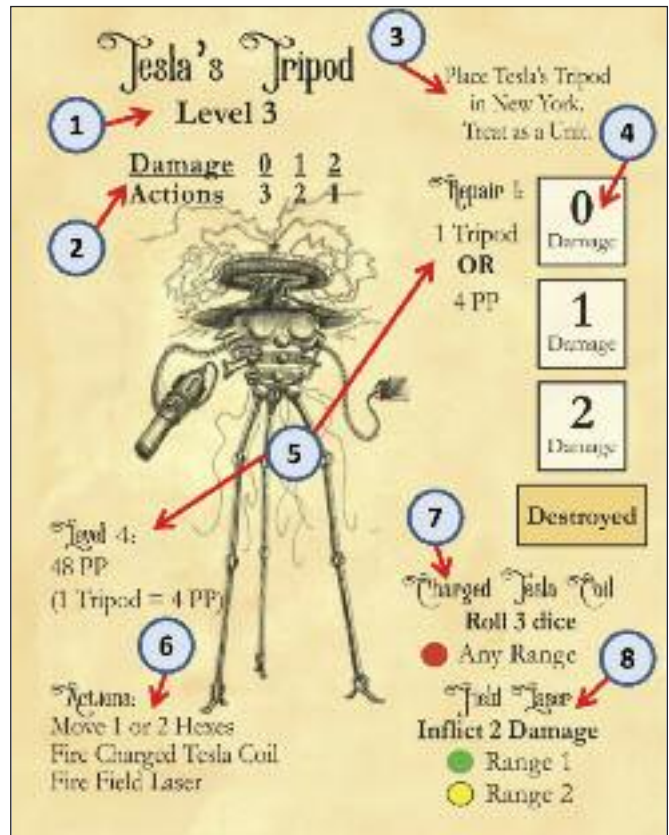 Tesla's Tripod
Level 3
1
Damage 0 1 2
Actions 3 2 1
2
3
Place Tesla's Tripod
in New York.
Treat as a Unit.
4
Repair 1:
1 Tripod
OR
4 PP
0
Damage
1
Damage
2
Damage
Destroyed
5
Level 4:
48 PP
(1 Tripod = 4 PP)
6
Actions:
Move 1 or 2 Hexes
Fire Charged Tesla Coil
Fire Field Laser
7
Charged Tesla Coil
Roll 3 dice
Any Range
8
Field Laser
Inflict 2 Damage
Range 1
Range 2